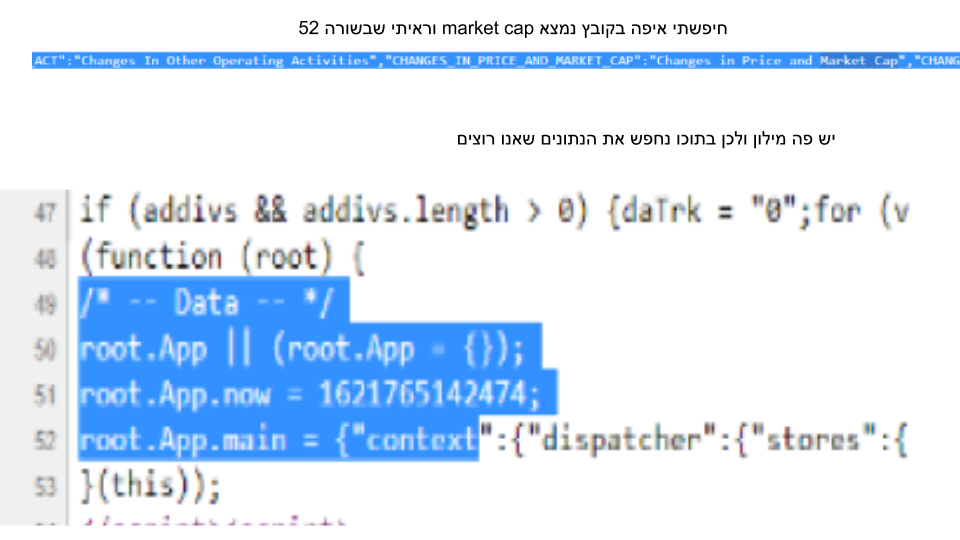 חיפשתי איפה בקובץ נמצא market cap וראיתי שבשורה 52
ACT":"Changes In Other Operating Activities","CHANGES_IN_PRICE_AND_MARKET_CAP":"Changes in Price and Market Cap","CHANG
יש פה מילון ולכן בתוכו נחפש את הנתונים שאנו רוצים
47 if (addivs && addivs.length > 0) {daTrk = "0";for (v
48 (function (root) {
49 /* -- Data -- */
50 root.App || (root.App = {});
51 root.App.now = 1621765142474;
52 root.App.main = {"context":{"dispatcher":{"stores":{
53 }(this));